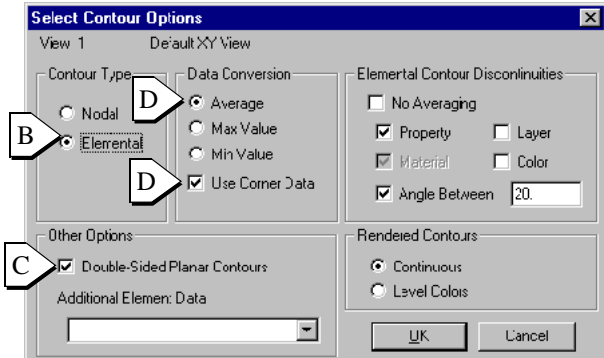 Select Contour Options
View 1 Default XY View
Contour Type
Nodal
B
Elemental
Data Conversion
D
Average
Max Value
Min Value
D
Use Corner Data
Elemental Contour Discontinuities
No Averaging
Property Layer
Material Color
Angle Between 20.
Other Options
C
Double-Sided Planar Contours
Additional Element Data
Rendered Contours
Continuous
Level Colors
OK Cancel